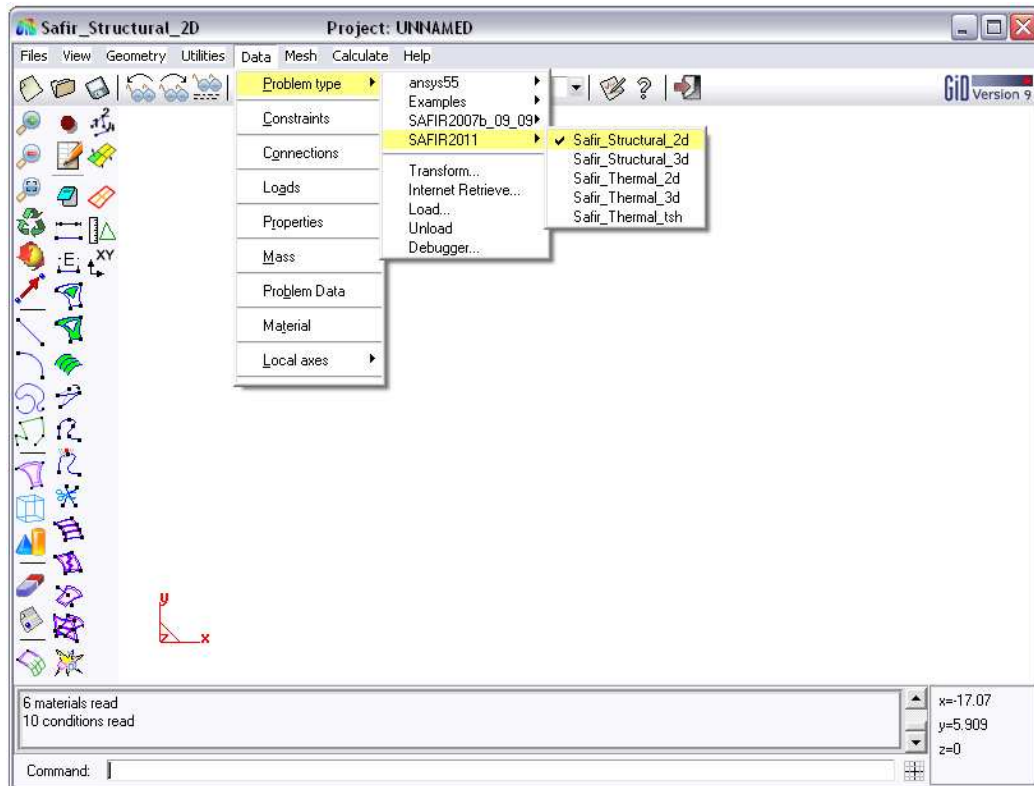 Safir_Structural_2D Project: UNNAMED
Files View Geometry Utilities Data Mesh Calculate Help
GiD Version 9
Problem type
Constraints
Connections
Loads
Properties
Mass
Problem Data
Material
Local axes
ansys55
Examples
SAFIR2007b_09_09
SAFIR2011
Transform...
Internet Retrieve...
Load...
Unload
Debugger...
Safir_Structural_2d
Safir_Structural_3d
Safir_Thermal_2d
Safir_Thermal_3d
Safir_Thermal_tsh
E
XY
y
z x
6 materials read
10 conditions read
x=-17.07
y=5.909
z=0
Command: